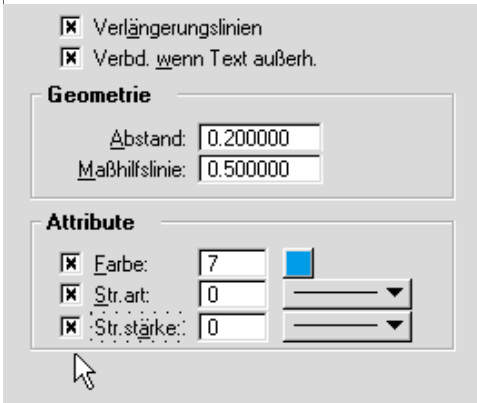 Verlängerungslinien
Verbd. wenn Text außerh.
Geometrie
Abstand: 0.200000
Maßhilfslinie: 0.500000
Attribute
Farbe: 7
Str.art: 0
Str.stärke: 0